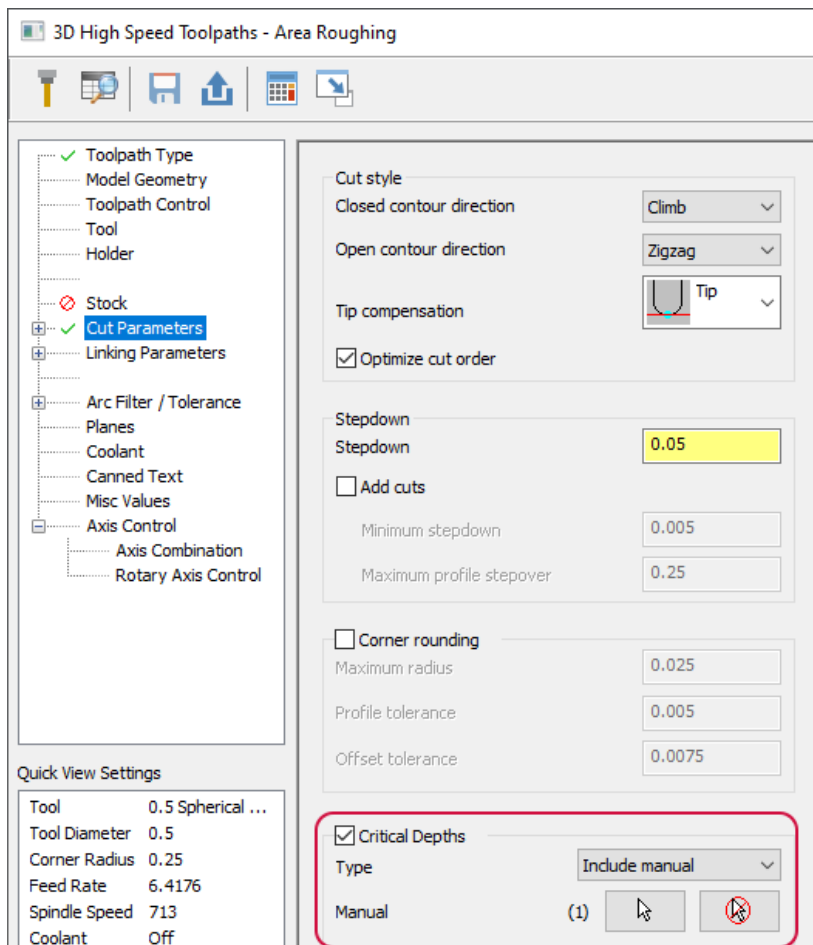 3D High Speed Toolpaths - Area Roughing
Toolpath Type
Model Geometry
Toolpath Control
Tool
Holder
Stock
Cut Parameters
Linking Parameters
Arc Filter / Tolerance
Planes
Coolant
Canned Text
Misc Values
Axis Control
Axis Combination
Rotary Axis Control
Quick View Settings
Tool 0.5 Spherical ...
Tool Diameter 0.5
Corner Radius 0.25
Feed Rate 6.4176
Spindle Speed 713
Coolant Off
Cut style
Closed contour direction Climb
Open contour direction Zigzag
Tip compensation Tip
Optimize cut order
Stepdown
Stepdown 0.05
Add cuts
Minimum stepdown 0.005
Maximum profile stepover 0.25
Corner rounding
Maximum radius 0.025
Profile tolerance 0.005
Offset tolerance 0.0075
Critical Depths
Type Include manual
Manual (1)